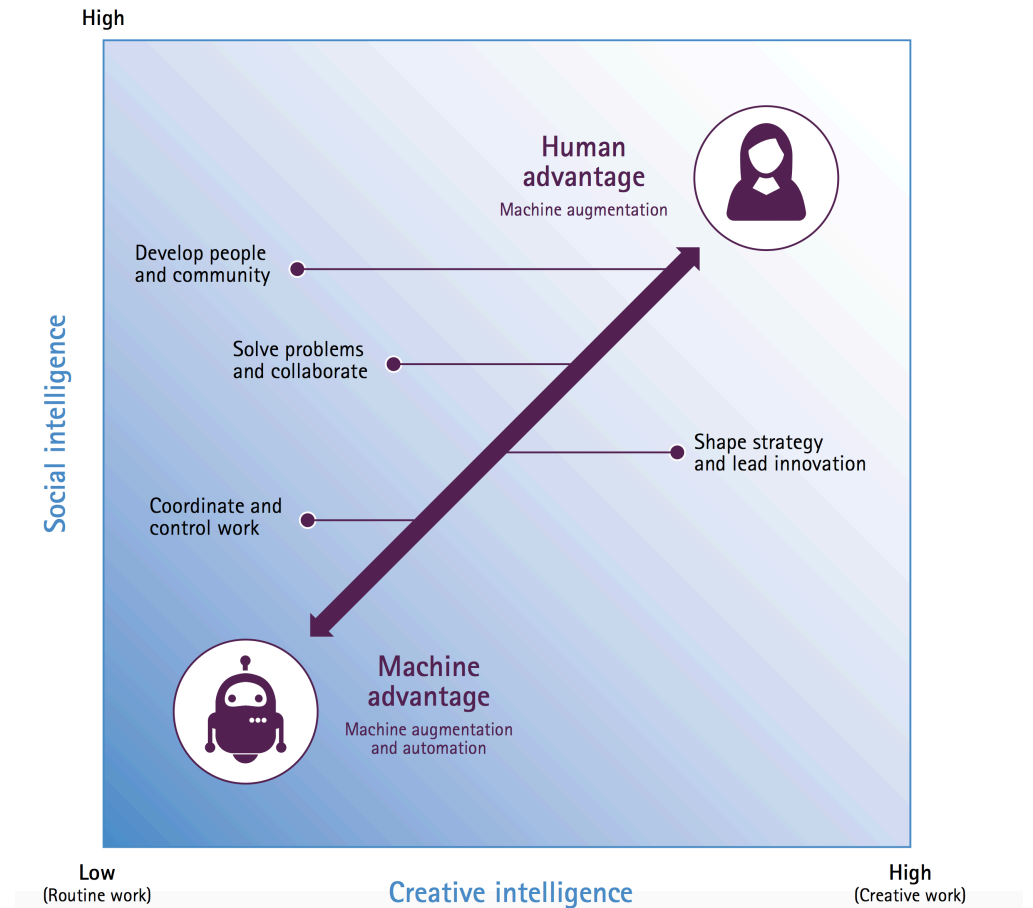 High
Human
advantage
Machine augmentation
Develop people
and community
Solve problems
and collaborate
Shape strategy
and lead innovation
Social intelligence
Coordinate and
control work
Machine
advantage
Machine augmentation
and automation
Low
(Routine work)
Creative intelligence
High
(Creative work)